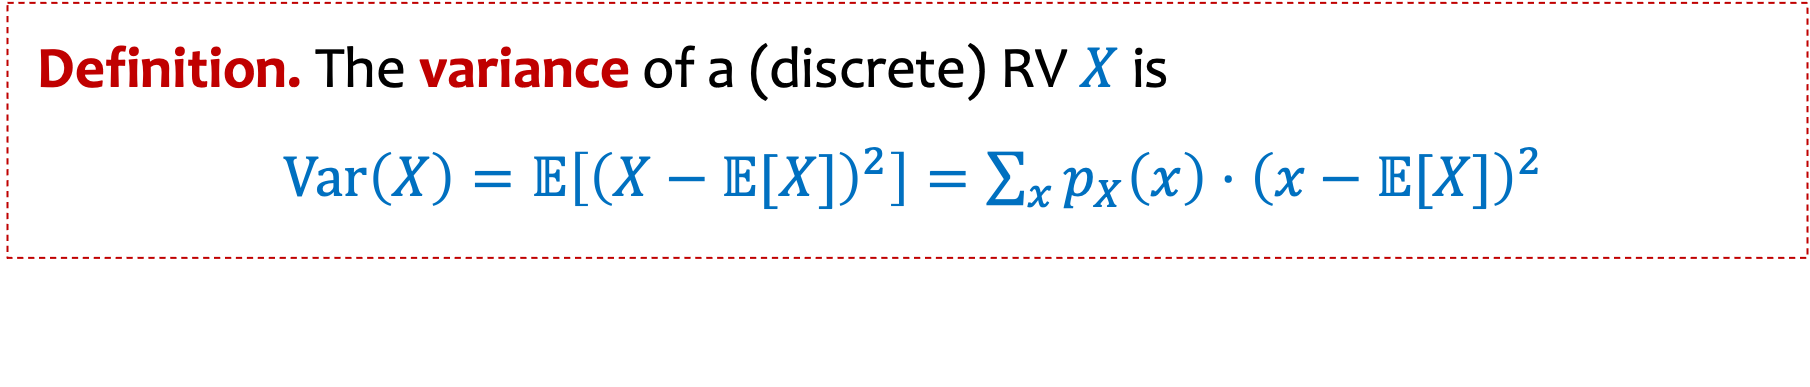 Definition. The variance of a (discrete) RV X is
Var(X) = 𝔼[(X − 𝔼[X])²] = ∑ₓ p_X(x) · (x − 𝔼[X])²